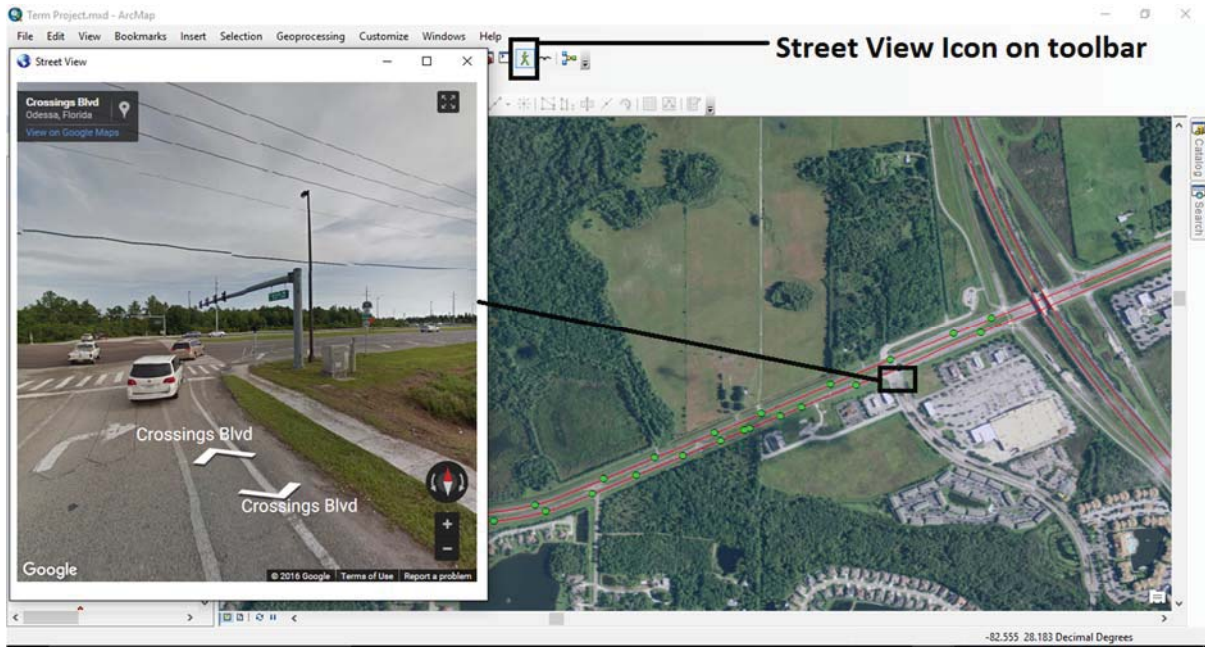 Term Project.mxd - ArcMap
File Edit View Bookmarks Insert Selection Geoprocessing Customize Windows Help
Street View Icon on toolbar
Street View
Crossings Blvd
Odessa, Florida
View on Google Maps
Catalog
Search
Crossings Blvd
Crossings Blvd
Google
© 2016 Google Terms of Use Report a problem
-82.555 28.183 Decimal Degrees